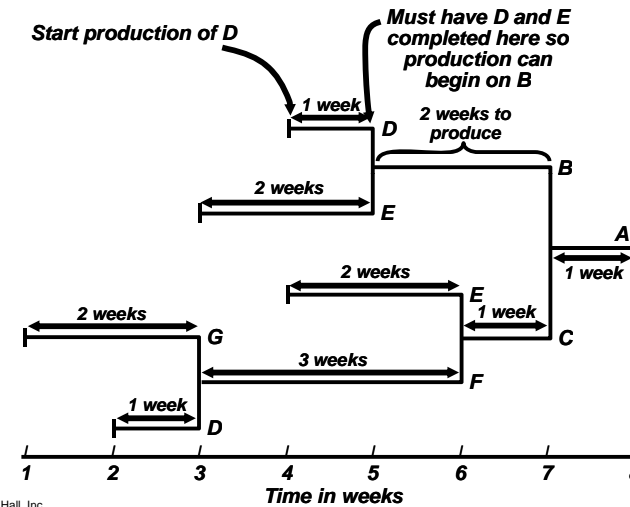 Start production of D
Must have D and E
completed here so
production can
begin on B
1 week
D
2 weeks to
produce
B
2 weeks
E
A
1 week
2 weeks
E
1 week
C
2 weeks
G
3 weeks
F
1 week
D
1 2 3 4 5 6 7
Time in weeks
Hall, Inc.